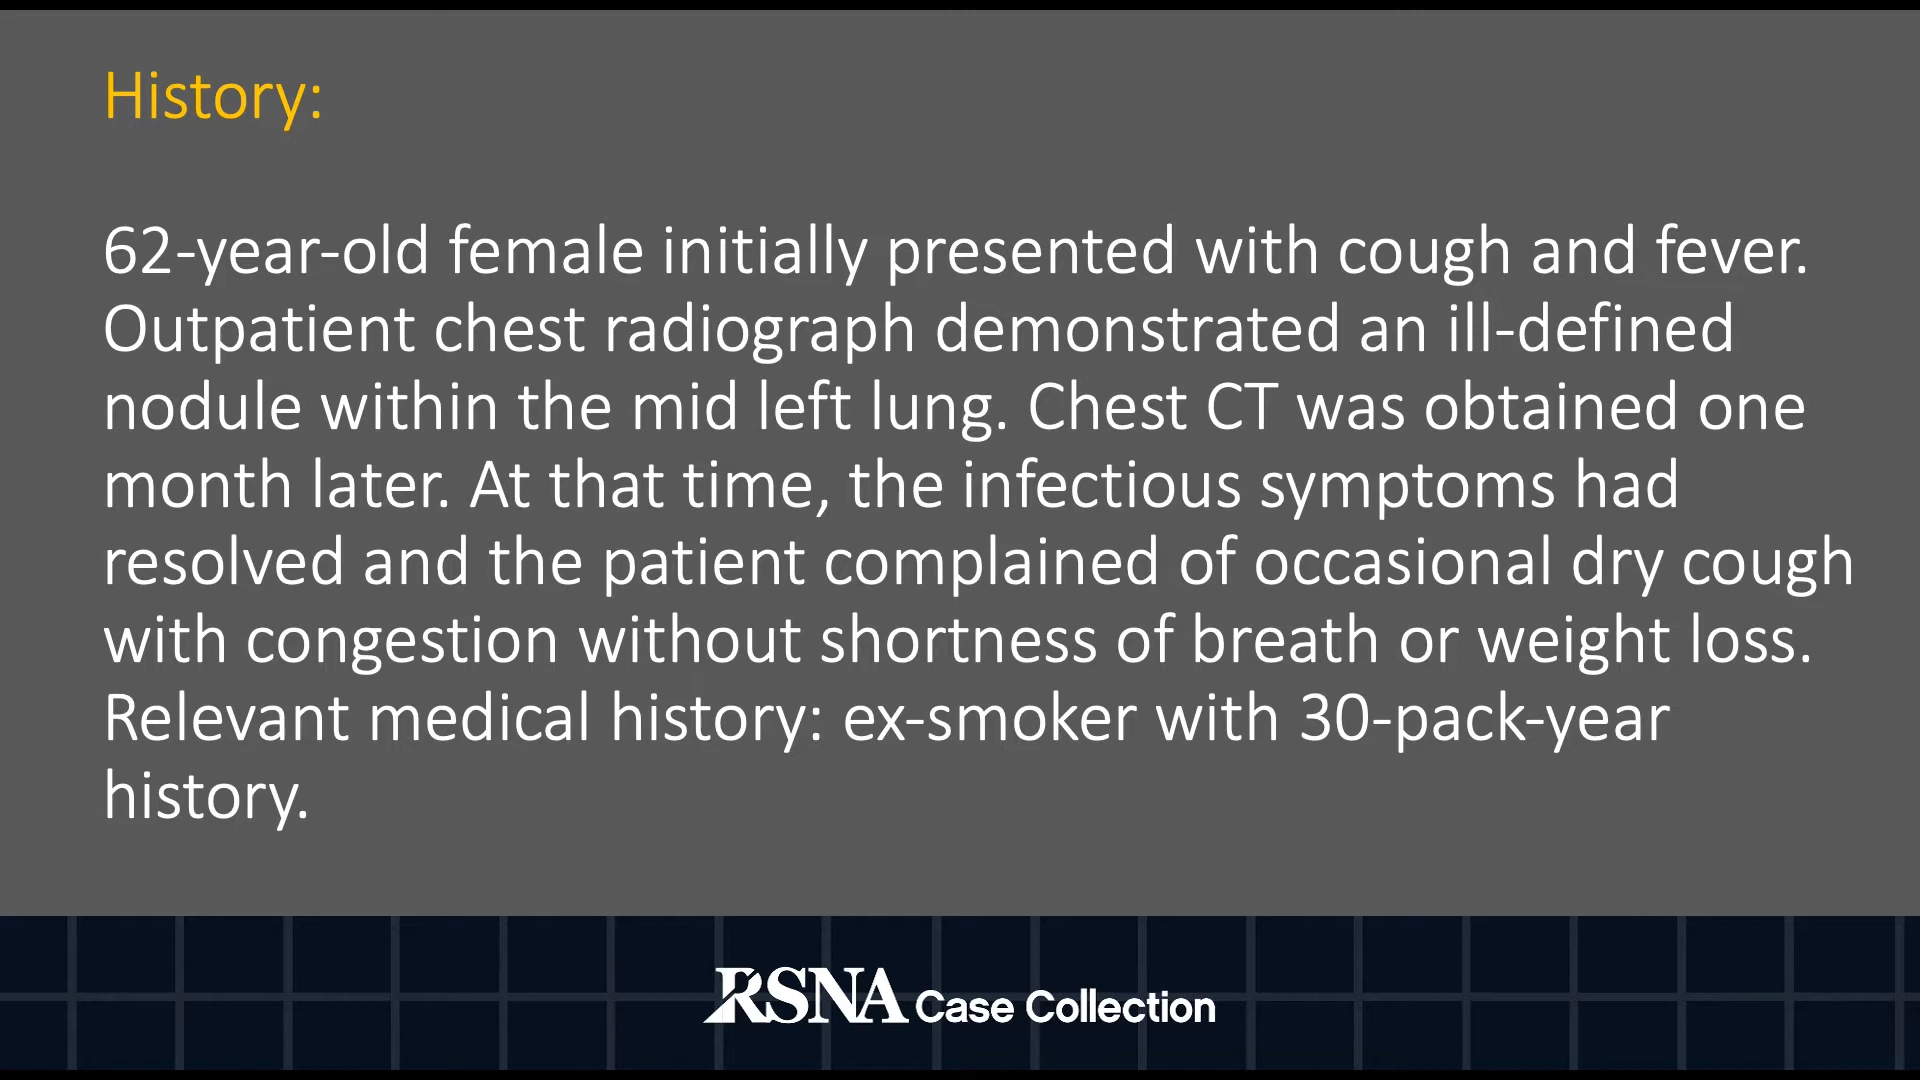 History:
62-year-old female initially presented with cough and fever.
Outpatient chest radiograph demonstrated an ill-defined
nodule within the mid left lung. Chest CT was obtained one
month later. At that time, the infectious symptoms had
resolved and the patient complained of occasional dry cough
with congestion without shortness of breath or weight loss.
Relevant medical history: ex-smoker with 30-pack-year
history.
RSNA Case Collection